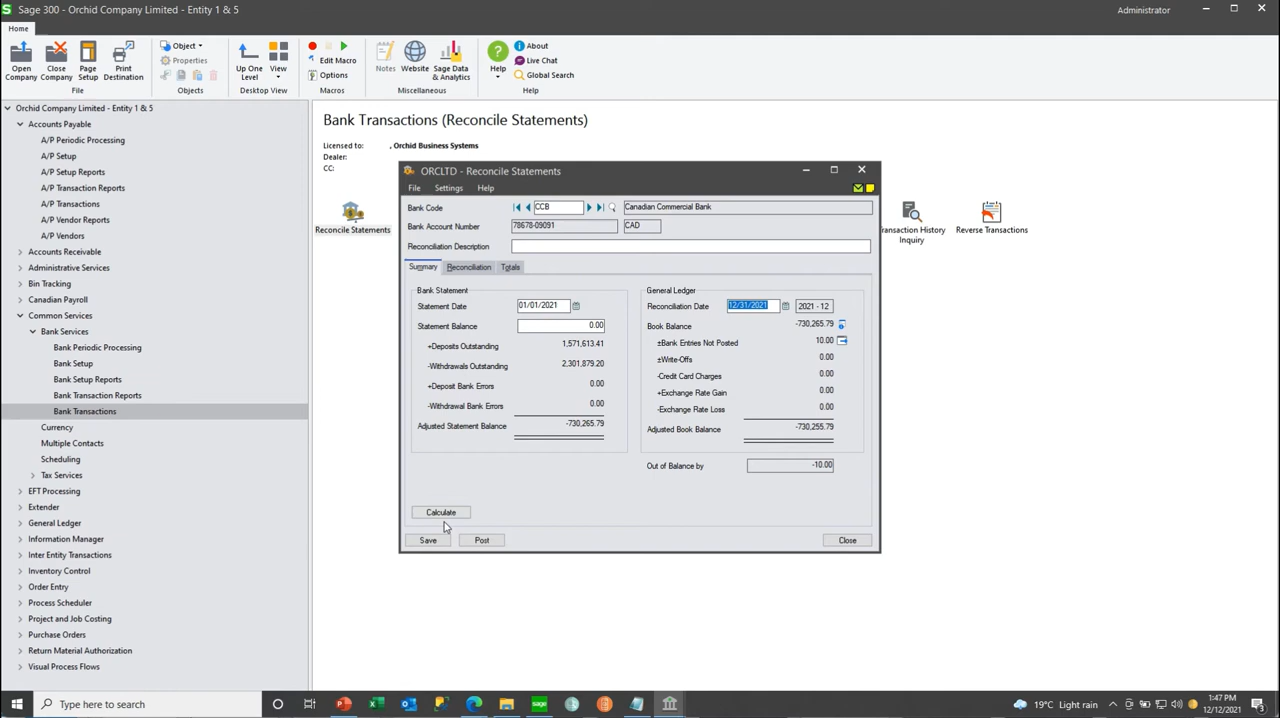 Sage 300 - Orchid Company Limited - Entity 1 & 5
Administrator
Home
Open Company
Close Company
Page Setup
Print Destination
File
Object
Properties
Objects
Up One Level
View
Desktop View
Edit Macro
Options
Macros
Notes
Website
Sage Data & Analytics
Miscellaneous
Help
About
Live Chat
Global Search
Help
Orchid Company Limited - Entity 1 & 5
Accounts Payable
A/P Periodic Processing
A/P Setup
A/P Setup Reports
A/P Transaction Reports
A/P Transactions
A/P Vendor Reports
A/P Vendors
Accounts Receivable
Administrative Services
Bin Tracking
Canadian Payroll
Common Services
Bank Services
Bank Periodic Processing
Bank Setup
Bank Setup Reports
Bank Transaction Reports
Bank Transactions
Currency
Multiple Contacts
Scheduling
Tax Services
EFT Processing
Extender
General Ledger
Information Manager
Inter Entity Transactions
Inventory Control
Order Entry
Process Scheduler
Project and Job Costing
Purchase Orders
Return Material Authorization
Visual Process Flows
Bank Transactions (Reconcile Statements)
Licensed to: , Orchid Business Systems
Dealer:
CC:
Reconcile Statements
ransaction History Inquiry
Reverse Transactions
ORCLTD - Reconcile Statements
File Settings Help
Bank Code CCB Canadian Commercial Bank
Bank Account Number 78678-09091 CAD
Reconciliation Description
Summary Reconciliation Totals
Bank Statement
Statement Date 01/01/2021
Statement Balance 0.00
+Deposits Outstanding 1,571,613.41
-Withdrawals Outstanding 2,301,879.20
+Deposit Bank Errors 0.00
-Withdrawal Bank Errors 0.00
Adjusted Statement Balance -730,265.79
General Ledger
Reconciliation Date 12/31/2021 2021 - 12
Book Balance -730,265.79
±Bank Entries Not Posted 10.00
±Write-Offs 0.00
-Credit Card Charges 0.00
+Exchange Rate Gain 0.00
-Exchange Rate Loss 0.00
Adjusted Book Balance -730,255.79
Out of Balance by -10.00
Calculate
Save Post Close
Type here to search
19°C Light rain
1:47 PM
12/12/2021
3